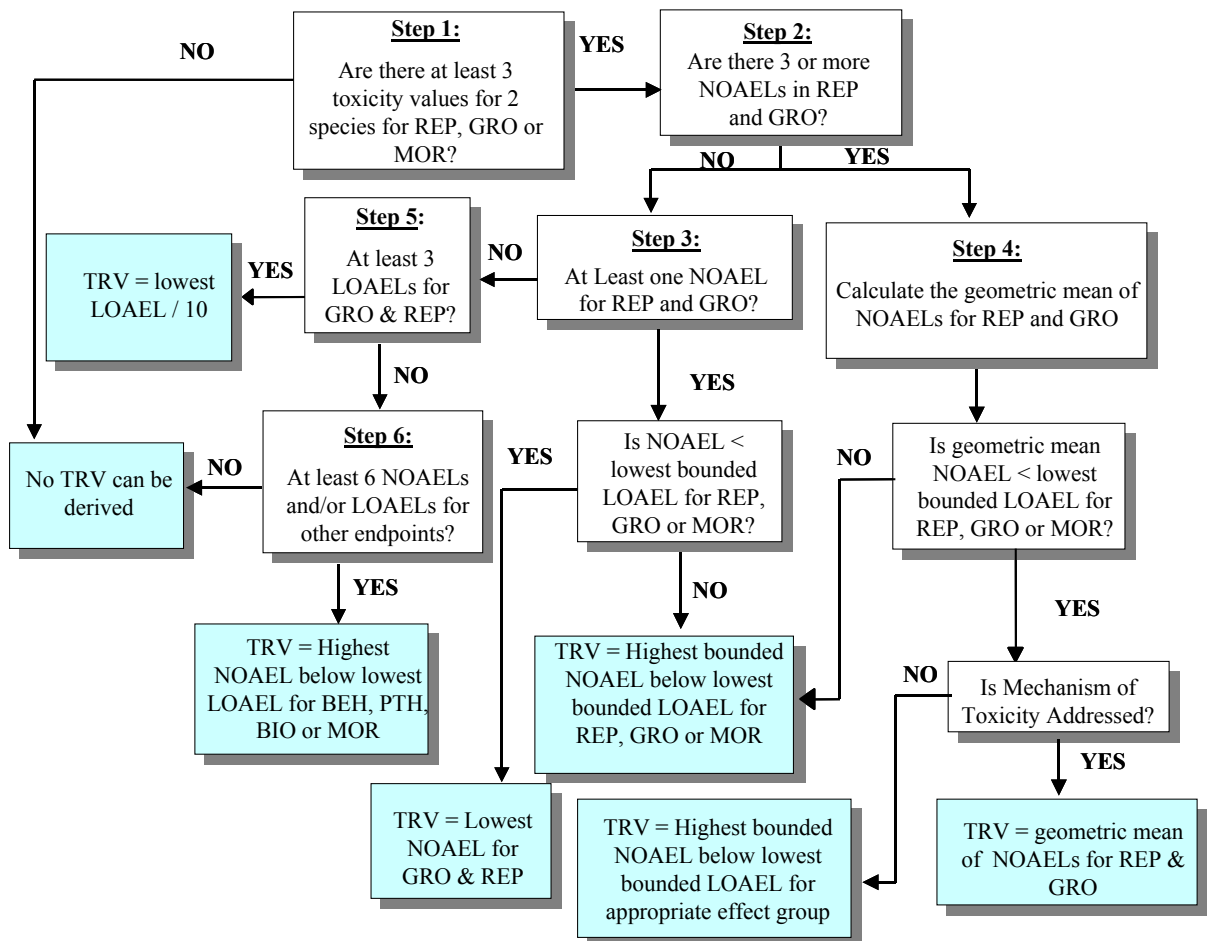 NO
Step 1:
Are there at least 3
toxicity values for 2
species for REP, GRO or
MOR?
YES
Step 2:
Are there 3 or more
NOAELs in REP
and GRO?
NO
YES
Step 5:
At least 3
LOAELs for
GRO & REP?
NO
Step 3:
At Least one NOAEL
for REP and GRO?
Step 4:
Calculate the geometric mean of
NOAELs for REP and GRO
YES
TRV = lowest
LOAEL / 10
NO
YES
Step 6:
At least 6 NOAELs
and/or LOAELs for
other endpoints?
NO
No TRV can be
derived
YES
Is NOAEL <
lowest bounded
LOAEL for REP,
GRO or MOR?
NO
Is geometric mean
NOAEL < lowest
bounded LOAEL for
REP, GRO or MOR?
YES
NO
YES
TRV = Highest
NOAEL below lowest
LOAEL for BEH, PTH,
BIO or MOR
TRV = Highest bounded
NOAEL below lowest
bounded LOAEL for
REP, GRO or MOR
NO
Is Mechanism of
Toxicity Addressed?
YES
TRV = Lowest
NOAEL for
GRO & REP
TRV = Highest bounded
NOAEL below lowest
bounded LOAEL for
appropriate effect group
TRV = geometric mean
of NOAELs for REP &
GRO